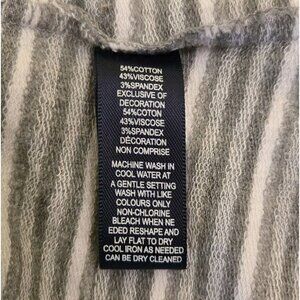 54%COTTON
43%VISCOSE
3%SPANDEX
EXCLUSIVE OF
DECORATION
54% COTON
43%VISCOSE
3%SPANDEX
DÉCORATION
NON COMPRISE
MACHINE WASH IN
COOL WATER AT
A GENTLE SETTING
WASH WITH LIKE
COLOURS ONLY
NON-CHLORINE
BLEACH WHEN NE
EDED RESHAPE AND
LAY FLAT TO DRY
COOL IRON AS NEEDED
CAN BE DRY CLEANED